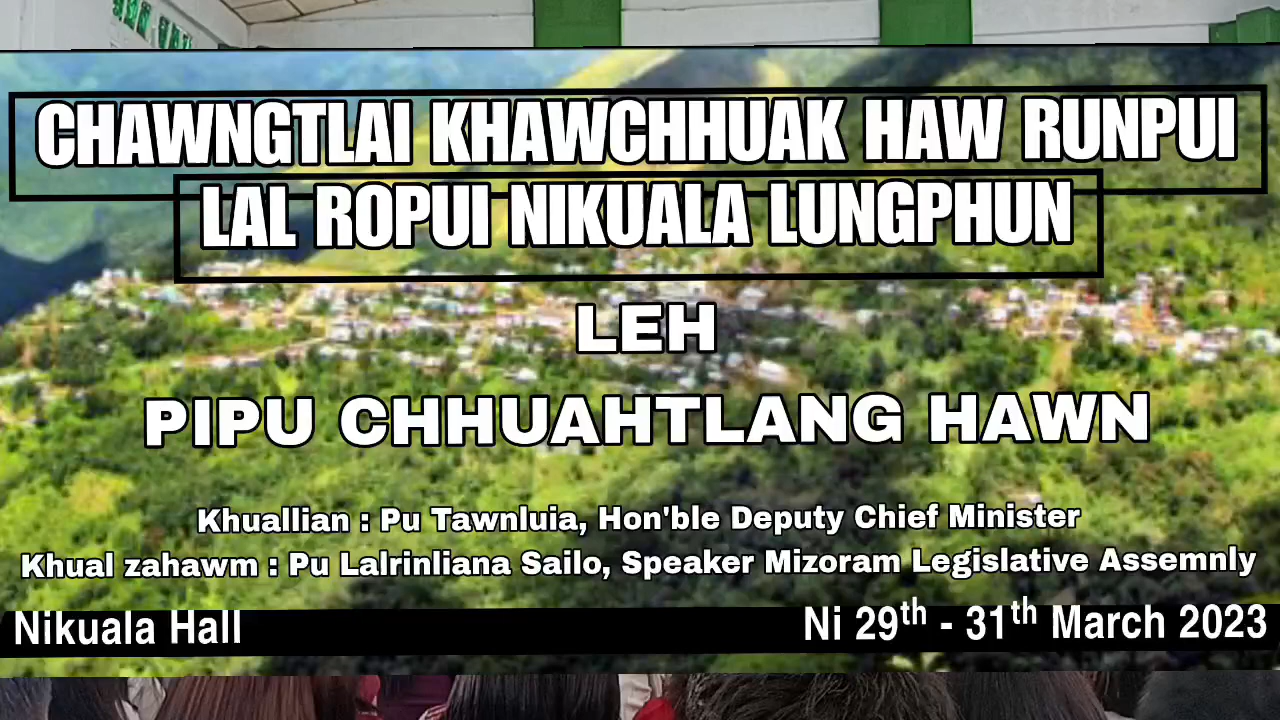 CHAWNGTLAI KHAWCHHUAK HAW RUNPUI
LAL ROPUI NIKUALA LUNGPHUN
LEH
PIPU CHHUAHTLANG HAWN
Khuallian : Pu Tawnluia, Hon'ble Deputy Chief Minister
Khual zahawm : Pu Lalrinliana Sailo, Speaker Mizoram Legislative Assemnly
Nikuala Hall
Ni 29th - 31th March 2023